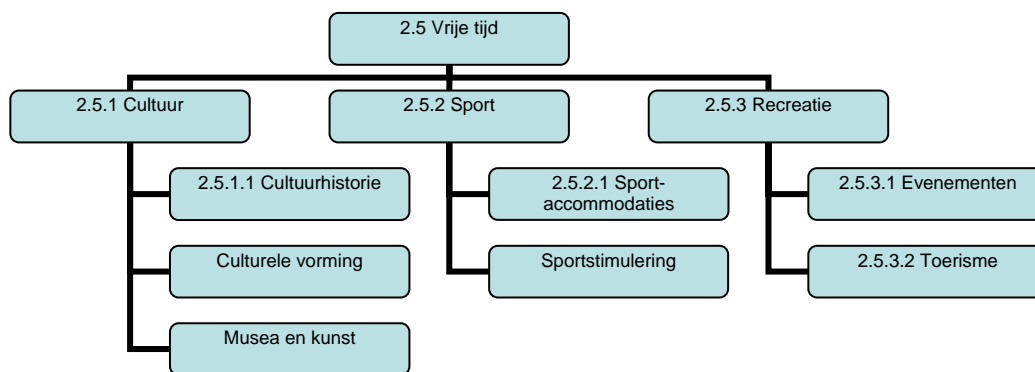 2.5 Vrije tijd
2.5.1 Cultuur
2.5.2 Sport
2.5.3 Recreatie
2.5.1.1 Cultuurhistorie
2.5.2.1 Sport-
accommodaties
2.5.3.1 Evenementen
Culturele vorming
Sportstimulering
2.5.3.2 Toerisme
Musea en kunst